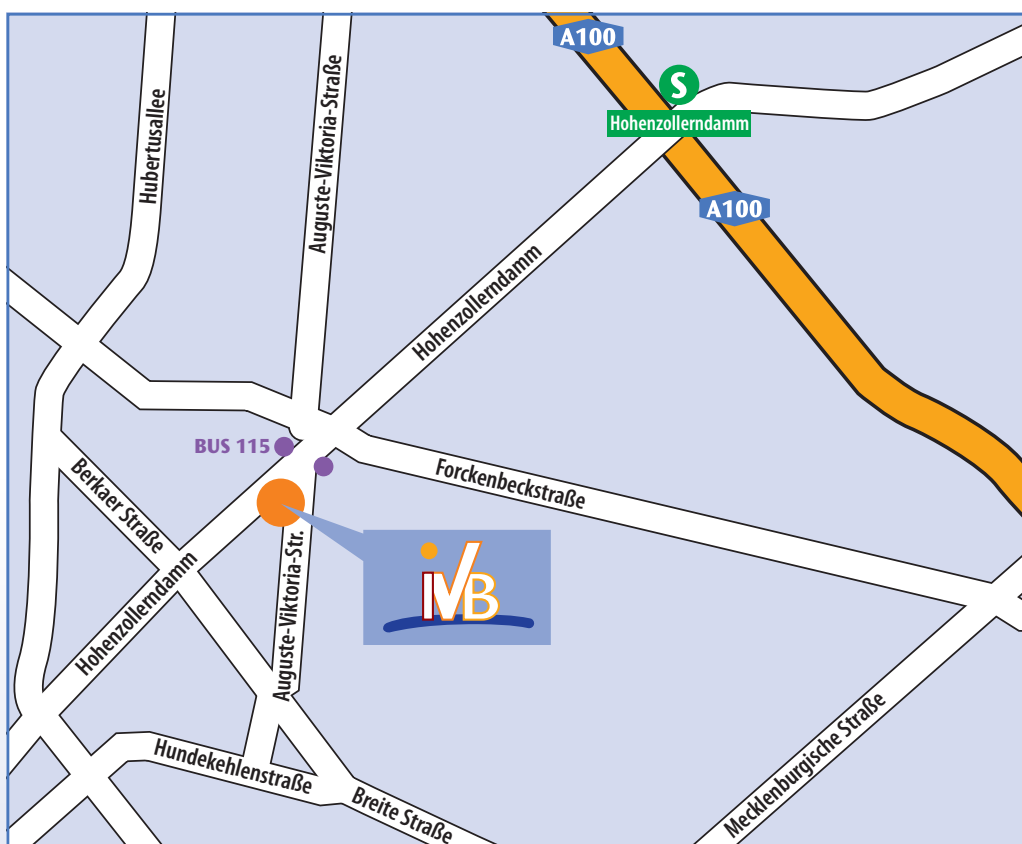 A100
S
Hohenzollerndamm
Hubertusallee
Auguste-Viktoria-Straße
A100
Hohenzollerndamm
BUS 115
Forckenbeckstraße
Berkaer Straße
Auguste-Viktoria-Str.
iVB
Hohenzollerndamm
Mecklenburgische Straße
Hundekehlenstraße
Breite Straße